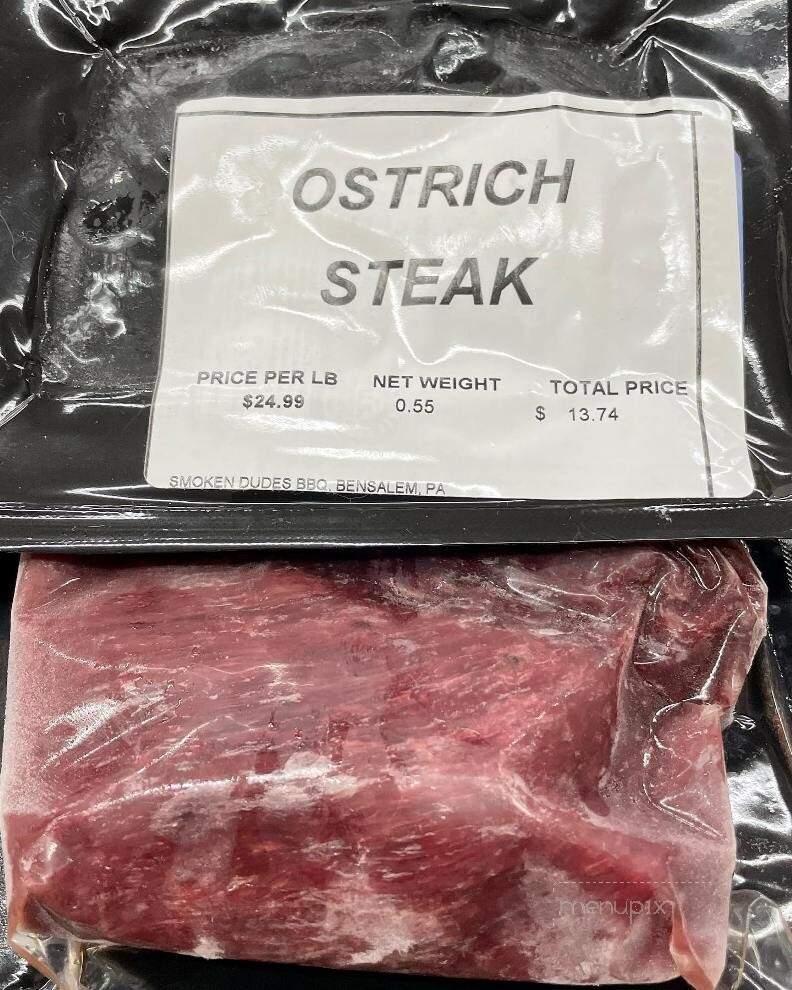 OSTRICH
STEAK
PRICE PER LB NET WEIGHT TOTAL PRICE
$24.99 0.55 $ 13.74
SMOKEN DUDES BBQ, BENSALEM, PA
menupix